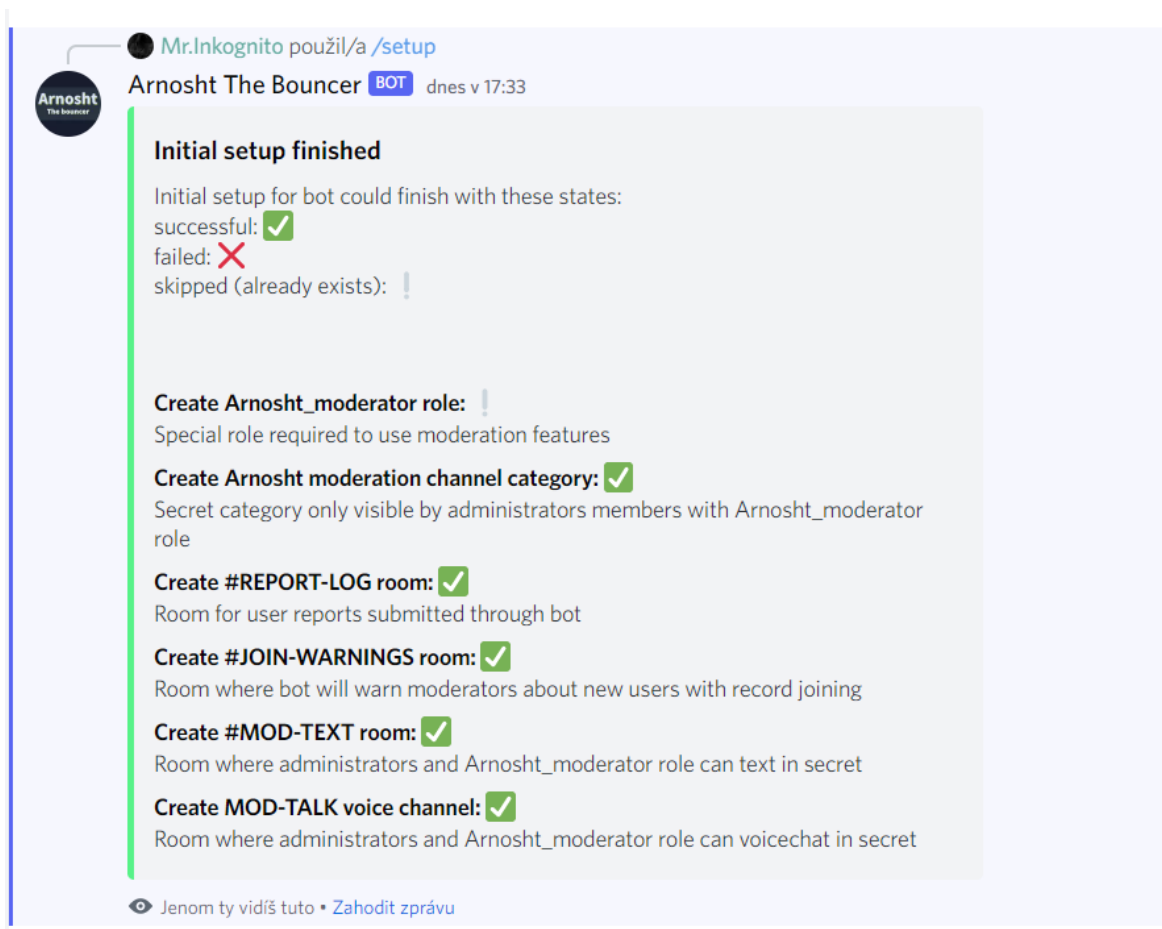 Mr.Inkognito použil/a /setup
Arnosht
The bouncer
Arnosht The Bouncer BOT dnes v 17:33
Initial setup finished
Initial setup for bot could finish with these states:
successful: ✅
failed: ❌
skipped (already exists): ❕
Create Arnosht_moderator role: ❕
Special role required to use moderation features
Create Arnosht moderation channel category: ✅
Secret category only visible by administrators members with Arnosht_moderator
role
Create #REPORT-LOG room: ✅
Room for user reports submitted through bot
Create #JOIN-WARNINGS room: ✅
Room where bot will warn moderators about new users with record joining
Create #MOD-TEXT room: ✅
Room where administrators and Arnosht_moderator role can text in secret
Create MOD-TALK voice channel: ✅
Room where administrators and Arnosht_moderator role can voicechat in secret
Jenom ty vidíš tuto • Zahodit zprávu